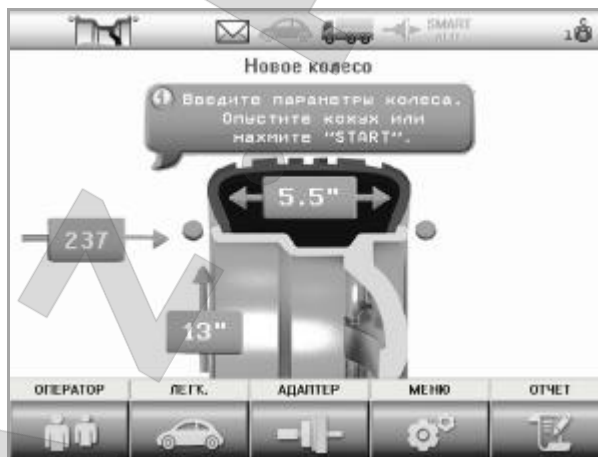 SMART
1
Новое колесо
Введите параметры колеса.
Опустите кожух или
нажмите "START".
5.5"
237
13"
ОПЕРАТОР ЛЕГК. АДАПТЕР МЕНЮ ОТЧЕТ